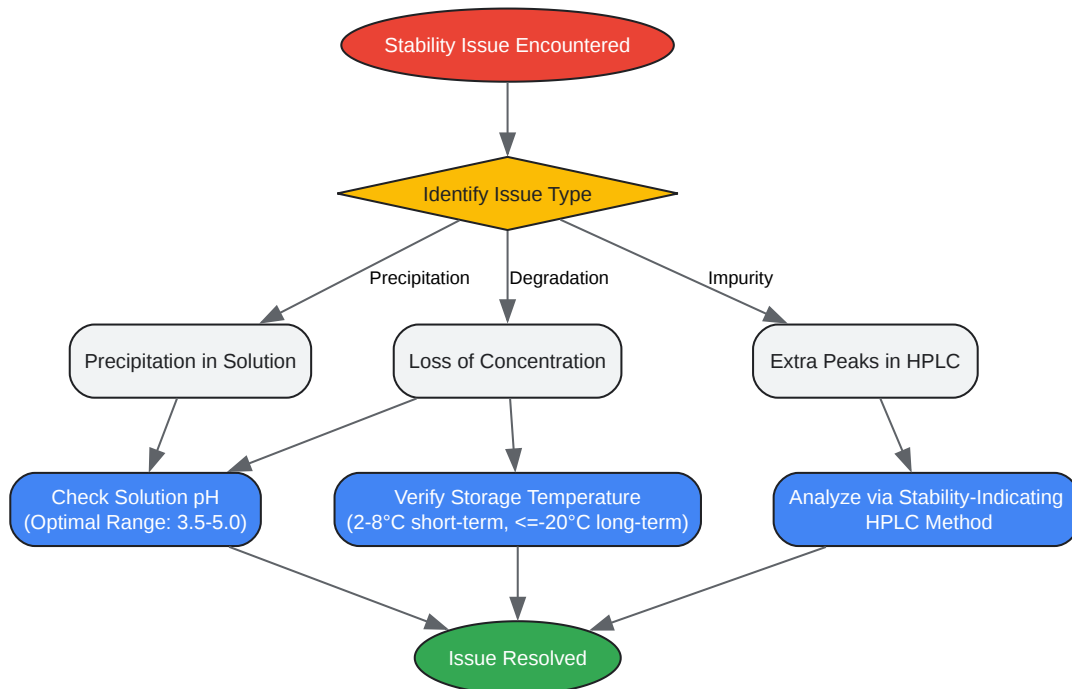 Stability Issue Encountered
Identify Issue Type
Precipitation
Degradation
Impurity
Precipitation in Solution
Loss of Concentration
Extra Peaks in HPLC
Check Solution pH
(Optimal Range: 3.5-5.0)
Verify Storage Temperature
(2-8°C short-term, <=-20°C long-term)
Analyze via Stability-Indicating
HPLC Method
Issue Resolved